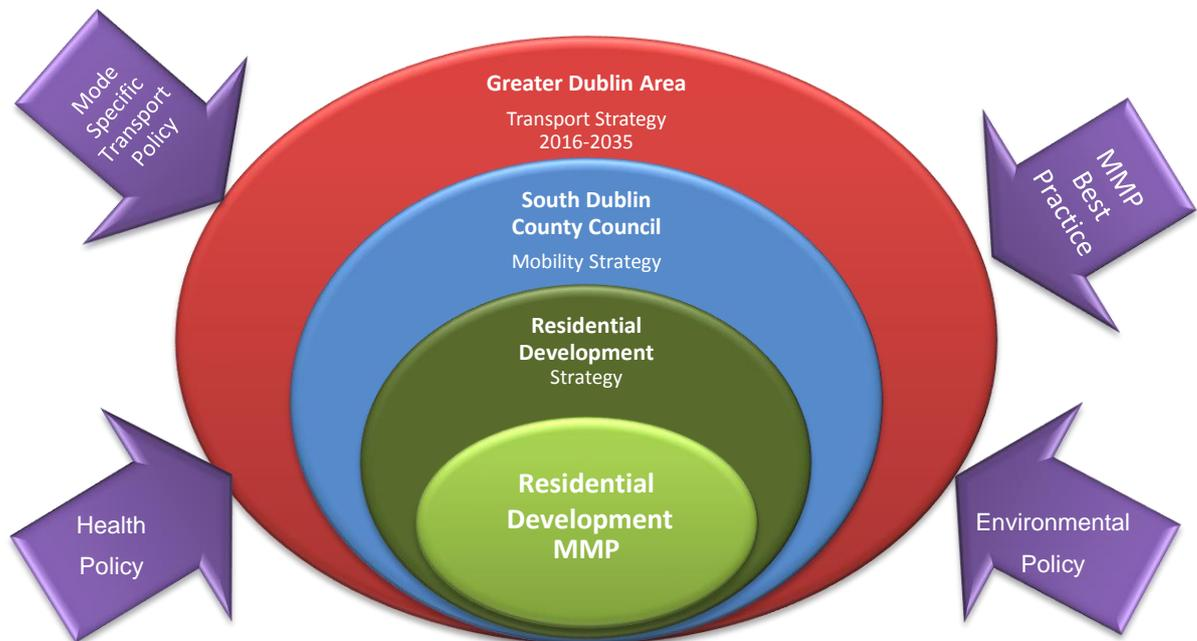 Mode
Specific
Transport
Policy
Greater Dublin Area
Transport Strategy
2016-2035
MMP
Best
Practice
South Dublin
County Council
Mobility Strategy
Residential
Development
Strategy
Residential
Development
MMP
Health
Policy
Environmental
Policy